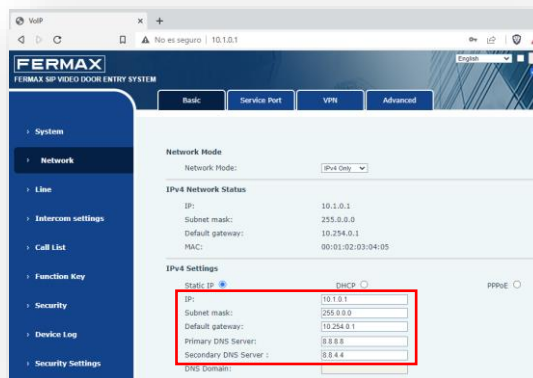 VoIP
No es seguro 10.1.0.1
FERMAX
FERMAX SIP VIDEO DOOR ENTRY SYSTEM
English
Basic Service Port VPN Advanced
System
Network
Line
Intercom settings
Call List
Function Key
Security
Device Log
Security Settings
Network Mode
Network Mode: IPv4 Only
IPv4 Network Status
IP: 10.1.0.1
Subnet mask: 255.0.0.0
Default gateway: 10.254.0.1
MAC: 00:01:02:03:04:05
IPv4 Settings
Static IP DHCP PPPoE
IP: 10.1.0.1
Subnet mask: 255.0.0.0
Default gateway: 10.254.0.1
Primary DNS Server: 8.8.8.8
Secondary DNS Server : 8.8.4.4
DNS Domain: